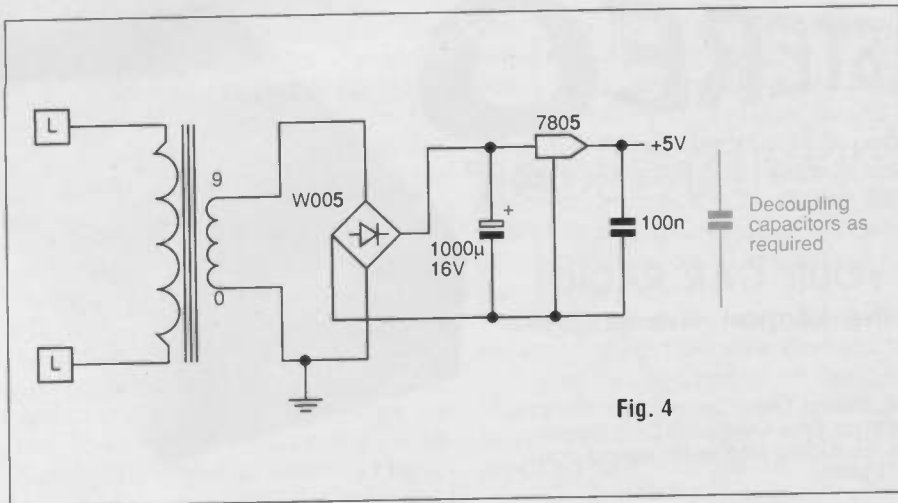 L
9
W005
0
L
7805
+5V
+
1000µ
16V
100n
Decoupling
capacitors as
required
Fig. 4